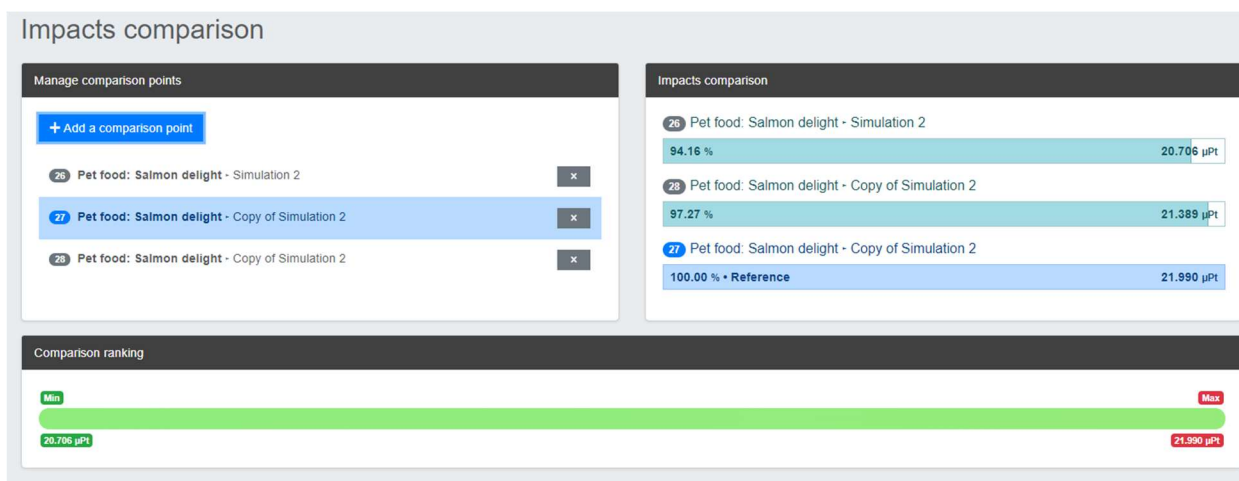 Impacts comparison
Manage comparison points
+ Add a comparison point
26 Pet food: Salmon delight - Simulation 2 ×
27 Pet food: Salmon delight - Copy of Simulation 2 ×
28 Pet food: Salmon delight - Copy of Simulation 2 ×
Impacts comparison
26 Pet food: Salmon delight - Simulation 2
94.16 % 20.706 µPt
28 Pet food: Salmon delight - Copy of Simulation 2
97.27 % 21.389 µPt
27 Pet food: Salmon delight - Copy of Simulation 2
100.00 % • Reference 21.990 µPt
Comparison ranking
Min Max
20.706 µPt 21.990 µPt